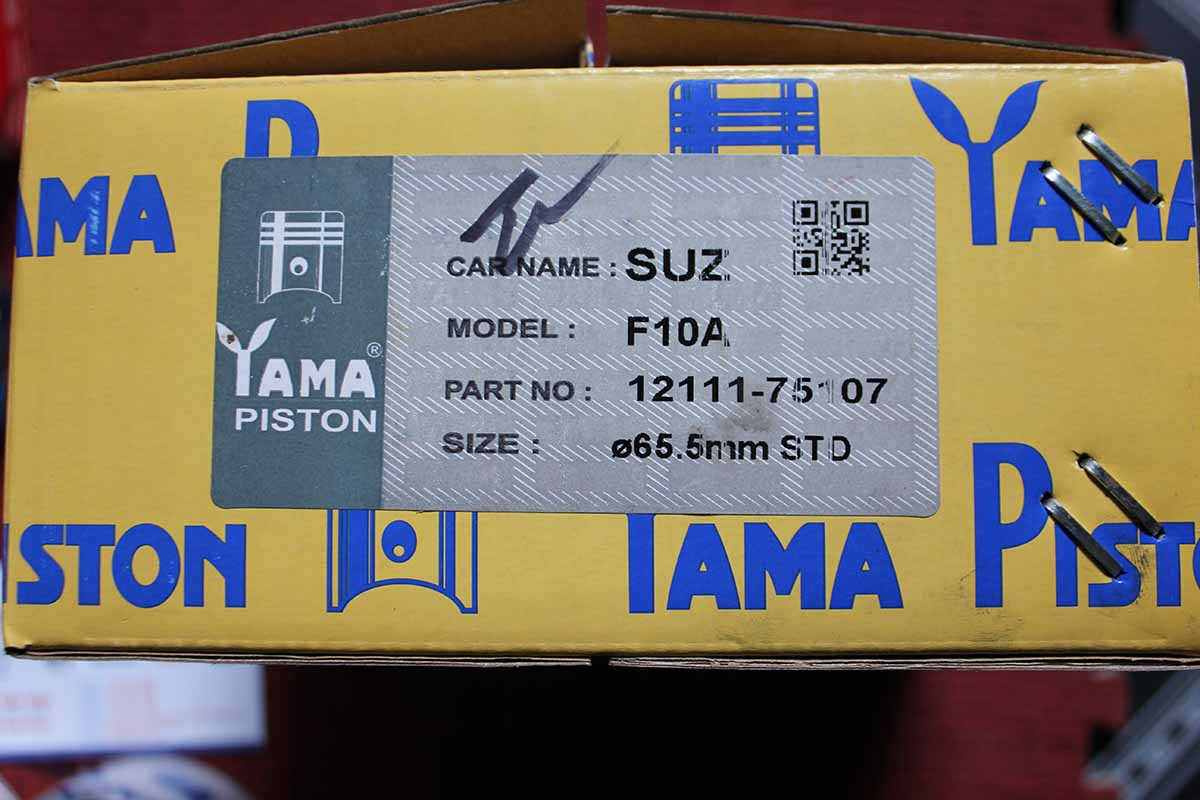 P
AMA
YAMA
CAR NAME : SUZ
MODEL : F10A
PART NO : 12111-75107
SIZE : ø65.5mm STD
YAMA®
PISTON
PISTON
YAMA PISTO